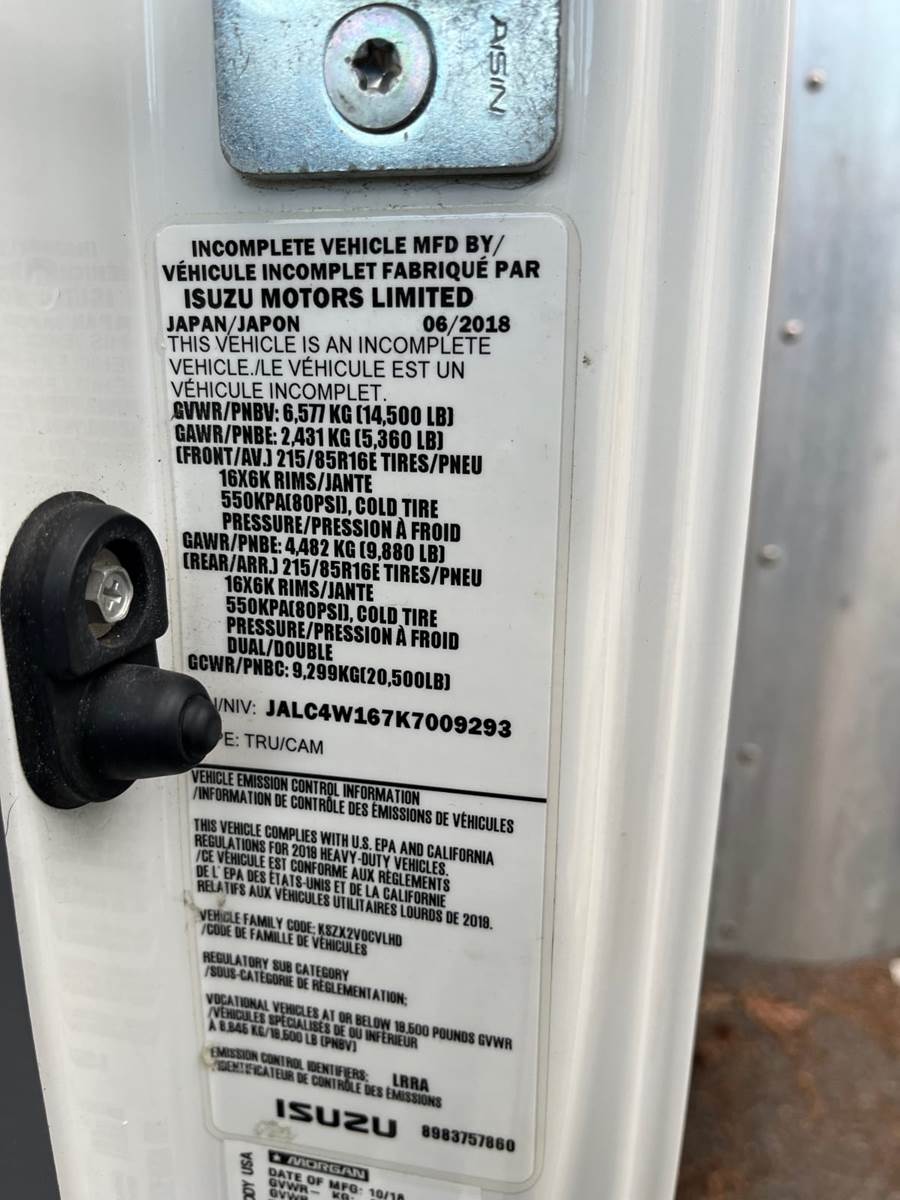 AISIN
INCOMPLETE VEHICLE MFD BY/
VÉHICULE INCOMPLET FABRIQUÉ PAR
ISUZU MOTORS LIMITED
JAPAN/JAPON 06/2018
THIS VEHICLE IS AN INCOMPLETE
VEHICLE./LE VÉHICULE EST UN
VÉHICULE INCOMPLET.
GVWR/PNBV: 6,577 KG (14,500 LB)
GAWR/PNBE: 2,431 KG (5,360 LB)
(FRONT/AV.) 215/85R16E TIRES/PNEU
16X6K RIMS/JANTE
550KPA(80PSI), COLD TIRE
PRESSURE/PRESSION À FROID
GAWR/PNBE: 4,482 KG (9,880 LB)
(REAR/ARR.) 215/85R16E TIRES/PNEU
16X6K RIMS/JANTE
550KPA(80PSI), COLD TIRE
PRESSURE/PRESSION À FROID
DUAL/DOUBLE
GCWR/PNBC: 9,299KG(20,500LB)
/NIV: JALC4W167K7009293
PE: TRU/CAM
VEHICLE EMISSION CONTROL INFORMATION
/INFORMATION DE CONTRÔLE DES ÉMISSIONS DE VÉHICULES
THIS VEHICLE COMPLIES WITH U.S. EPA AND CALIFORNIA
REGULATIONS FOR 2018 HEAVY-DUTY VEHICLES.
/CE VÉHICULE EST CONFORME AUX RÈGLEMENTS
DE L' EPA DES ÉTATS-UNIS ET DE LA CALIFORNIE
RELATIFS AUX VÉHICULES UTILITAIRES LOURDS DE 2018.
VEHICLE FAMILY CODE: KSZX2VOCVLHD
/CODE DE FAMILLE DE VÉHICULES
REGULATORY SUB CATEGORY
/SOUS-CATÉGORIE DE RÉGLEMENTATION:
VOCATIONAL VEHICLES AT OR BELOW 19,500 POUNDS GVWR
/VÉHICULES SPÉCIALISÉS DE OU INFÉRIEUR
À 8,845 KG/19,500 LB (PNBV)
EMISSION CONTROL IDENTIFIERS: LRRA
/IDENTIFICATEUR DE CONTRÔLE DES ÉMISSIONS
ISUZU 8983757860
MORGAN
DATE OF MFG: 10/18
GVWR- KG:
GVWR
ODY USA